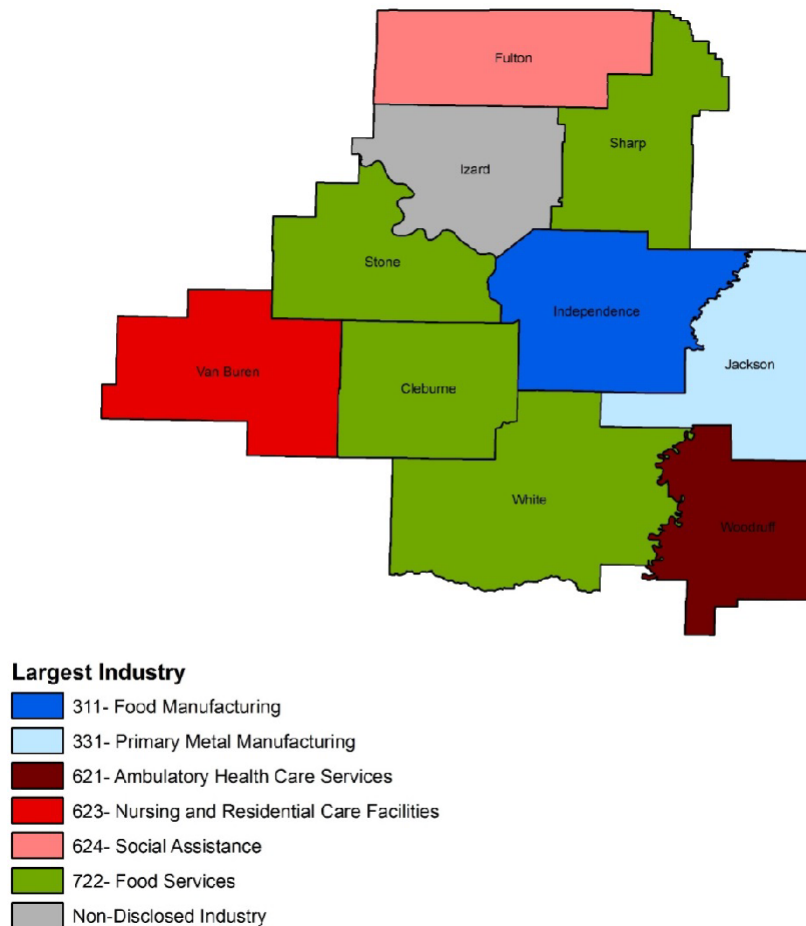 Fulton
Sharp
Izard
Stone
Independence
Jackson
Van Buren
Cleburne
White
Woodruff
Largest Industry
311- Food Manufacturing
331- Primary Metal Manufacturing
621- Ambulatory Health Care Services
623- Nursing and Residential Care Facilities
624- Social Assistance
722- Food Services
Non-Disclosed Industry